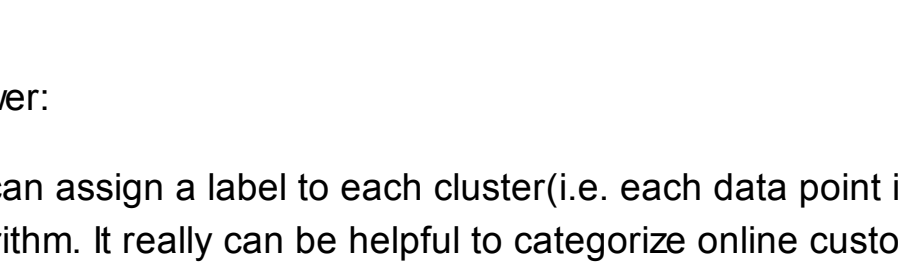 ver:
can assign a label to each cluster(i.e. each data point i
ithm. It really can be helpful to categorize online custo